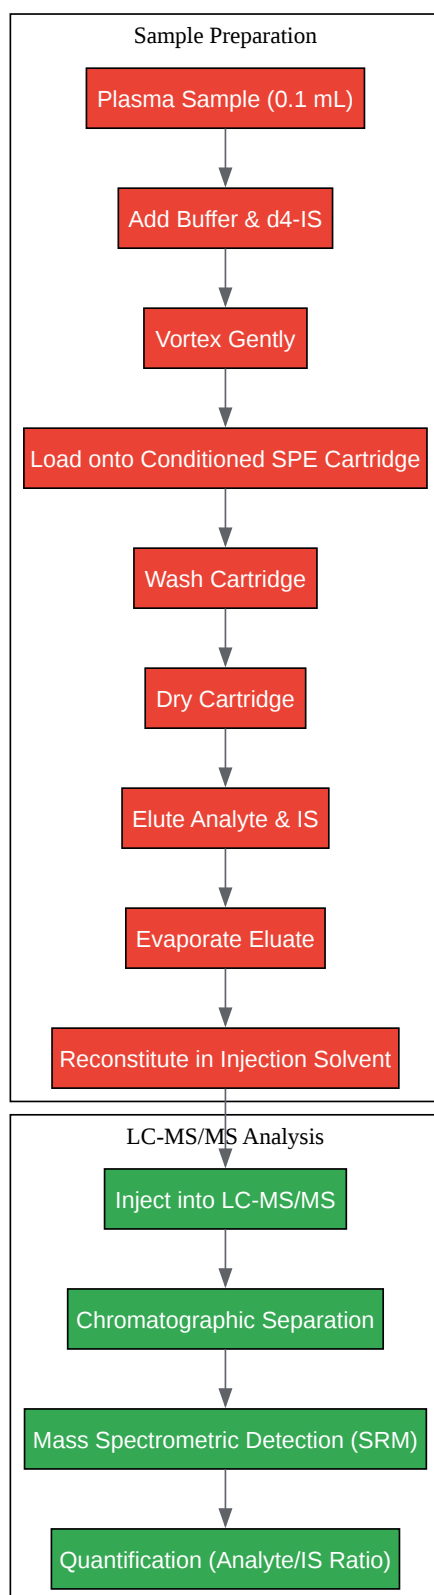 Sample Preparation
Plasma Sample (0.1 mL)
Add Buffer & d4-IS
Vortex Gently
Load onto Conditioned SPE Cartridge
Wash Cartridge
Dry Cartridge
Elute Analyte & IS
Evaporate Eluate
Reconstitute in Injection Solvent
LC-MS/MS Analysis
Inject into LC-MS/MS
Chromatographic Separation
Mass Spectrometric Detection (SRM)
Quantification (Analyte/IS Ratio)